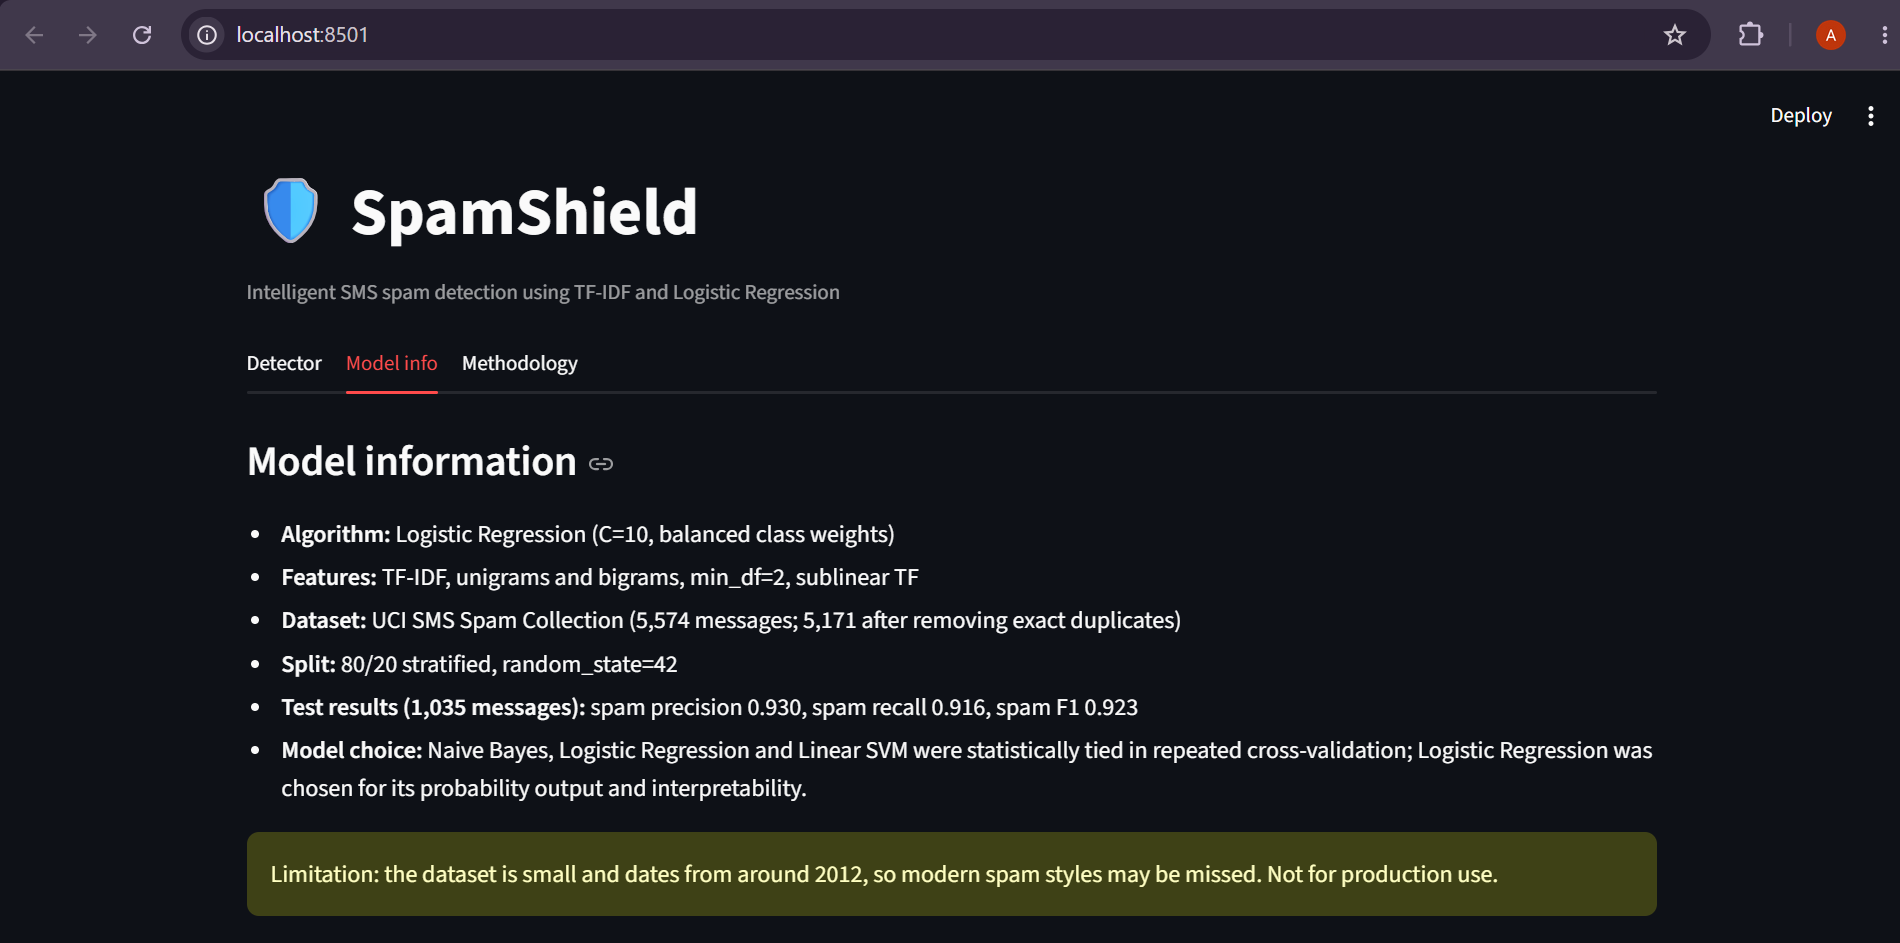 localhost:8501
A
Deploy
SpamShield
Intelligent SMS spam detection using TF-IDF and Logistic Regression
Detector Model info Methodology
Model information
• Algorithm: Logistic Regression (C=10, balanced class weights)
• Features: TF-IDF, unigrams and bigrams, min_df=2, sublinear TF
• Dataset: UCI SMS Spam Collection (5,574 messages; 5,171 after removing exact duplicates)
• Split: 80/20 stratified, random_state=42
• Test results (1,035 messages): spam precision 0.930, spam recall 0.916, spam F1 0.923
• Model choice: Naive Bayes, Logistic Regression and Linear SVM were statistically tied in repeated cross-validation; Logistic Regression was
chosen for its probability output and interpretability.
Limitation: the dataset is small and dates from around 2012, so modern spam styles may be missed. Not for production use.